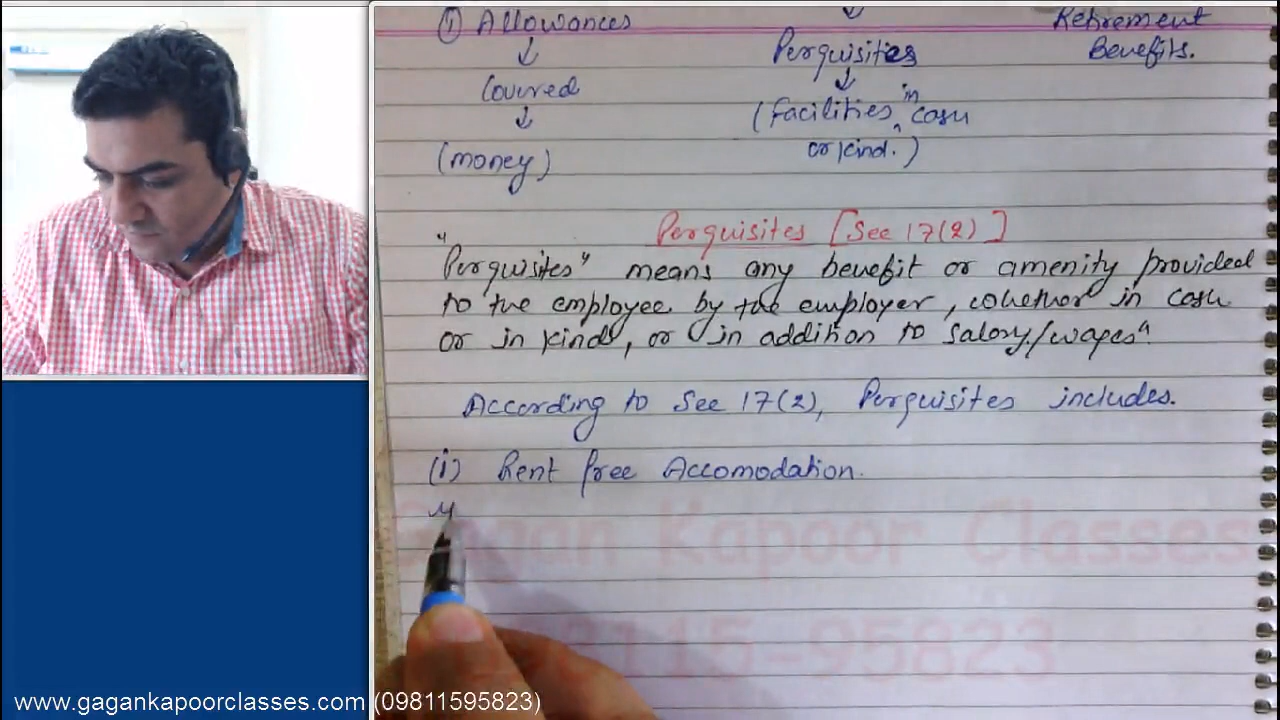 ① Allowances
Retirement
Perquisities
Benefits.
Covered
(Facilities, in cash
or kind.)
(money)
Perquisites [Sec 17(2)]
"Perquisites" means any benefit or amenity provided
to the employee by the employer, whether in cash
or in kind, or in addition to salary/wages".
According to Sec 17(2), Perquisites includes.
(i) Rent free Accomodation.
Gagan Kapoor Classes
98115-95823
www.gagankapoorclasses.com (09811595823)